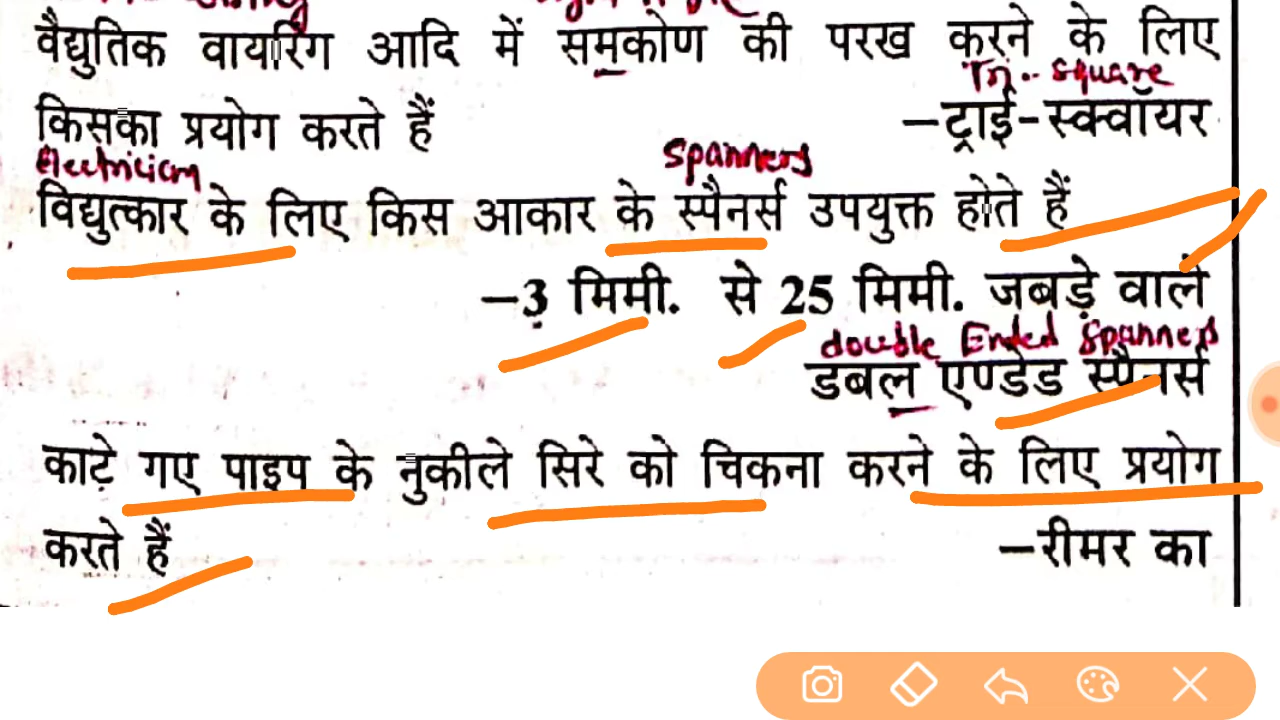 वैद्युतिक वायरिंग आदि में समकोण की परख करने के लिए
Tri-square
किसका प्रयोग करते हैं –ट्राई-स्क्वॉयर
Electrician Spanners
विद्युत्कार के लिए किस आकार के स्पैनर्स उपयुक्त होते हैं
–3 मिमी. से 25 मिमी. जबड़े वाले
double Ended Spanners
डबल एण्डेड स्पैनर्स
काटे गए पाइप के नुकीले सिरे को चिकना करने के लिए प्रयोग
करते हैं –रीमर का